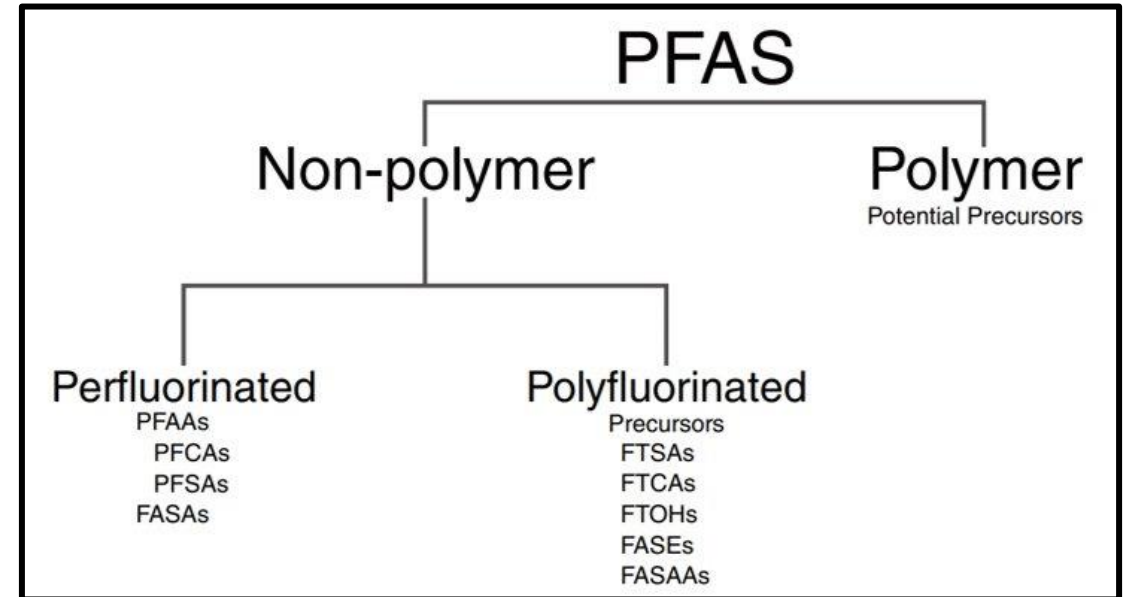 PFAS
Non-polymer
Polymer
Potential Precursors
Perfluorinated
PFAAs
PFCAs
PFSAs
FASAs
Polyfluorinated
Precursors
FTSAs
FTCAs
FTOHs
FASEs
FASAAs